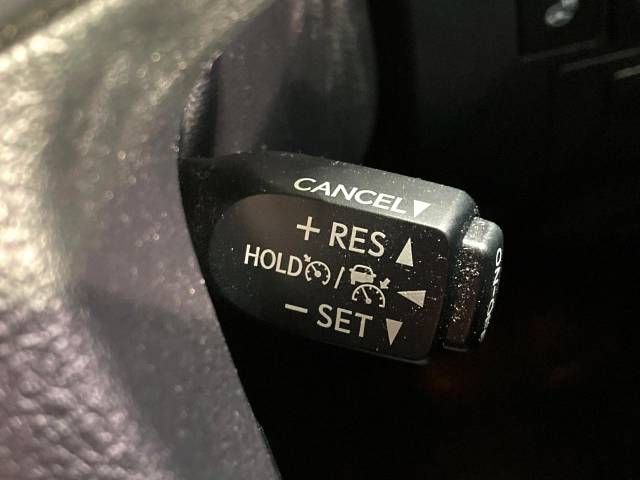 CANCEL▼
+ RES ▲
HOLD / ◀
− SET ▼